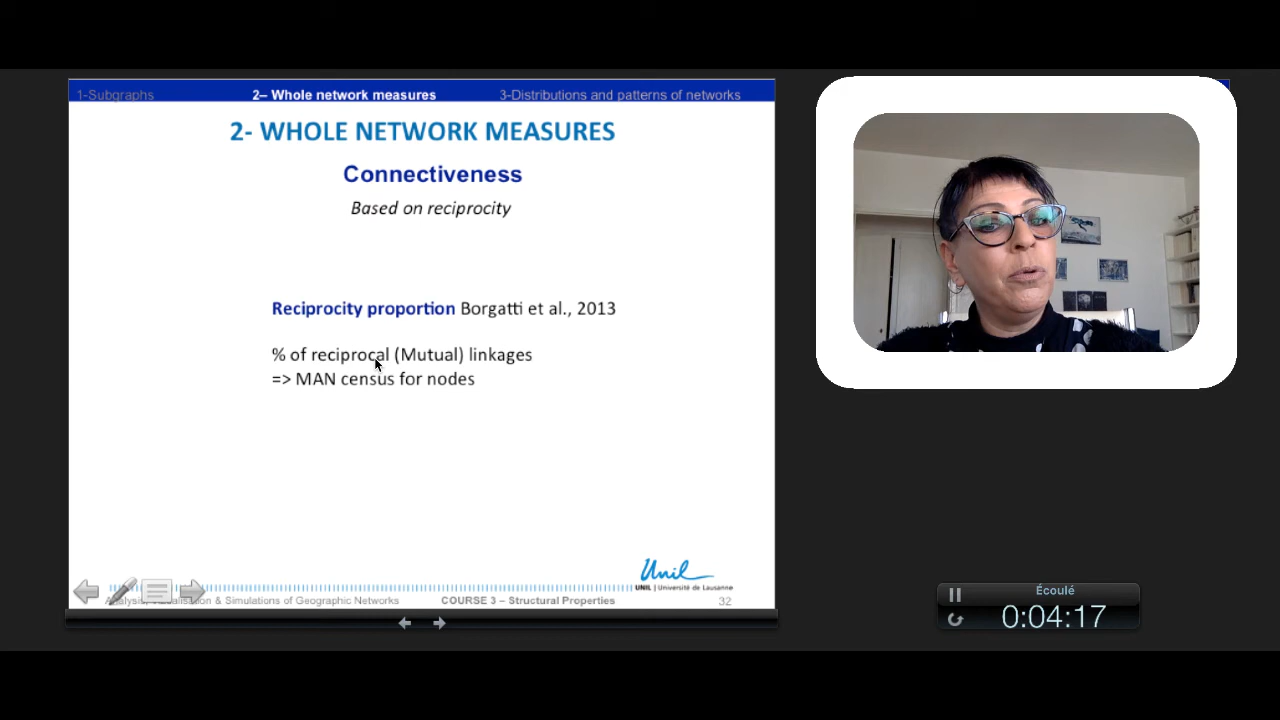 1-Subgraphs 2– Whole network measures 3-Distributions and patterns of networks
2- WHOLE NETWORK MEASURES
Connectiveness
Based on reciprocity
Reciprocity proportion Borgatti et al., 2013
% of reciprocal (Mutual) linkages
=> MAN census for nodes
Unil
UNIL | Université de Lausanne
& Simulations of Geographic Networks COURSE 3 – Structural Properties 32
Écoulé
0:04:17